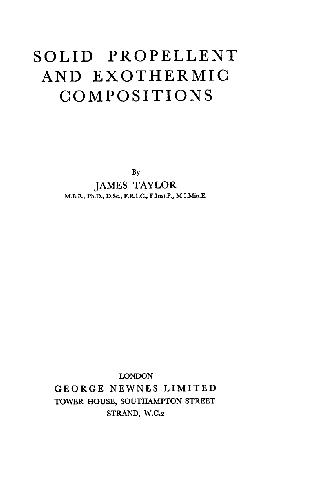 SOLID PROPELLENT
AND EXOTHERMIC
COMPOSITIONS
By
JAMES TAYLOR
M.B.E., Ph.D., D.Sc., F.R.I.C., F.Inst.P., M.I.Min.E.
LONDON
GEORGE NEWNES LIMITED
TOWER HOUSE, SOUTHAMPTON STREET
STRAND, W.C.2